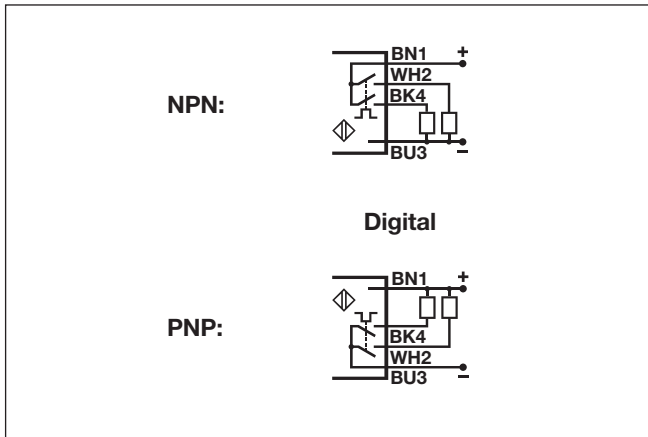 NPN:
BN1 +
WH2
BK4
BU3 –
Digital
PNP:
BN1 +
BK4
WH2
BU3 –